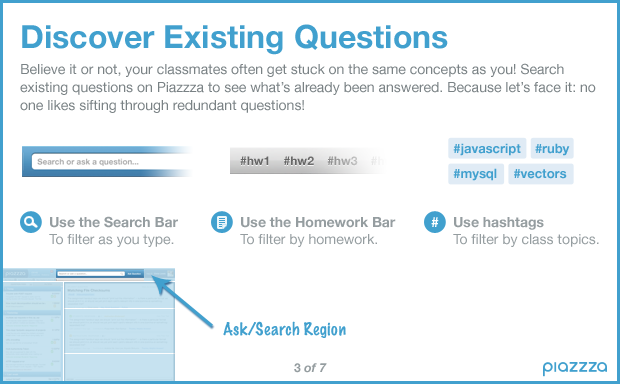 Discover Existing Questions
Believe it or not, your classmates often get stuck on the same concepts as you! Search
existing questions on Piazzza to see what's already been answered. Because let's face it: no
one likes sifting through redundant questions!
Search or ask a question...
#hw1 #hw2 #hw3
#javascript #ruby
#mysql #vectors
Use the Search Bar
To filter as you type.
Use the Homework Bar
To filter by homework.
# Use hashtags
To filter by class topics.
piazzza
Ask/Search Region
3 of 7
piazzza